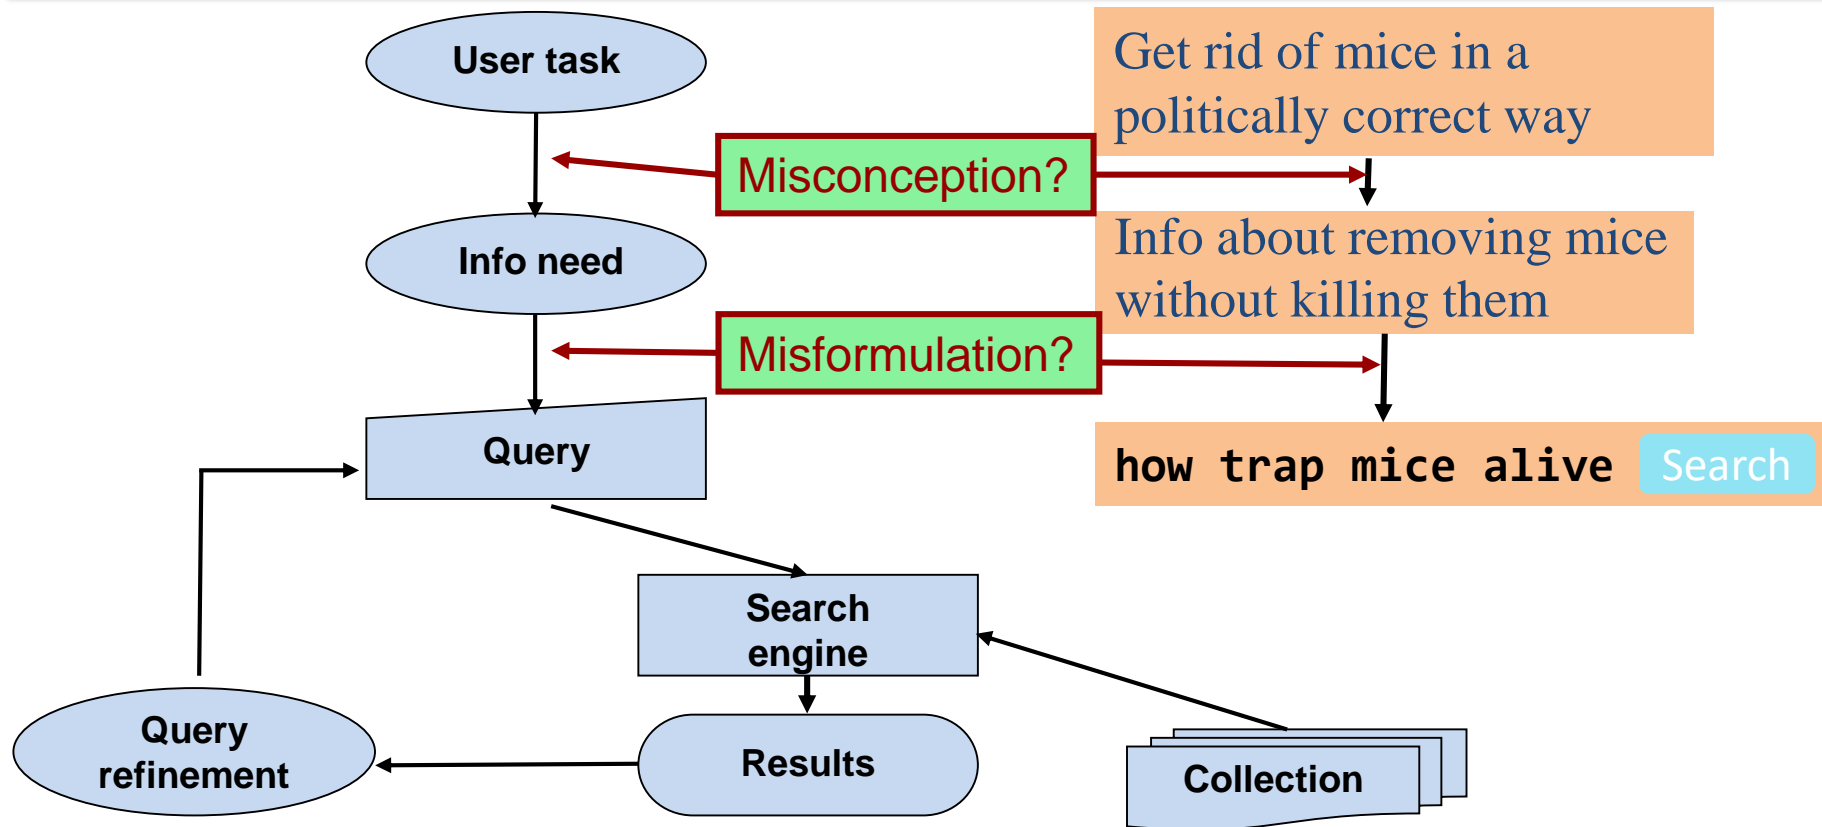 User task
Get rid of mice in a
politically correct way
Misconception?
Info need
Info about removing mice
without killing them
Misformulation?
Query
how trap mice alive Search
Search
engine
Query
refinement
Results
Collection